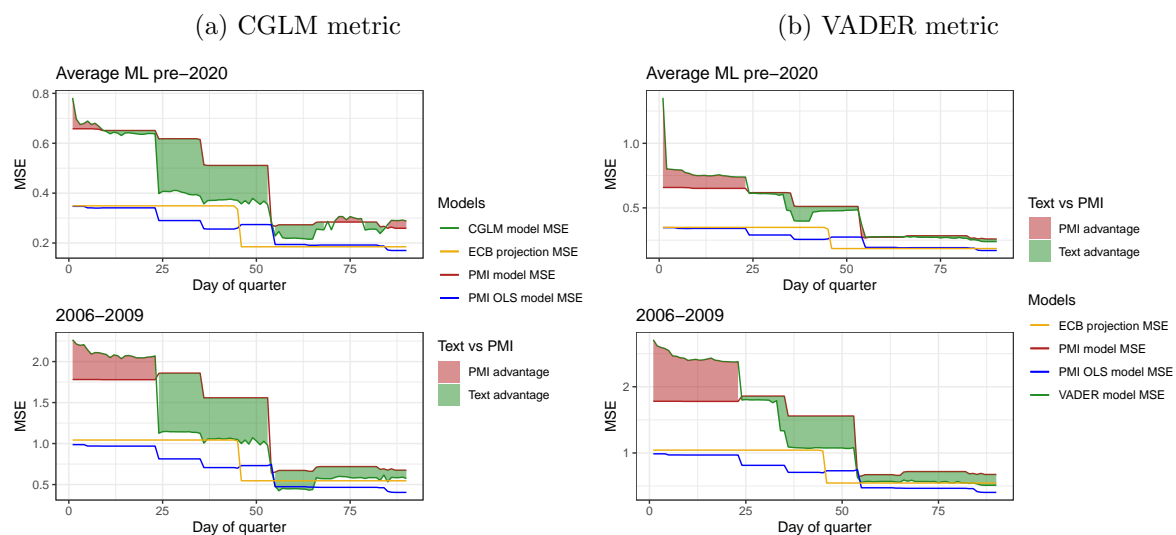 (a) CGLM metric
Average ML pre−2020
0.8
0.6
0.4
0.2
MSE
0
25
50
75
Day of quarter
2006−2009
2.0
1.5
1.0
0.5
MSE
0
25
50
75
Day of quarter
Models
CGLM model MSE
ECB projection MSE
PMI model MSE
PMI OLS model MSE
Text vs PMI
PMI advantage
Text advantage
(b) VADER metric
Average ML pre−2020
1.0
0.5
MSE
0
25
50
75
Day of quarter
2006−2009
2
1
MSE
0
25
50
75
Day of quarter
Text vs PMI
PMI advantage
Text advantage
Models
ECB projection MSE
PMI model MSE
PMI OLS model MSE
VADER model MSE